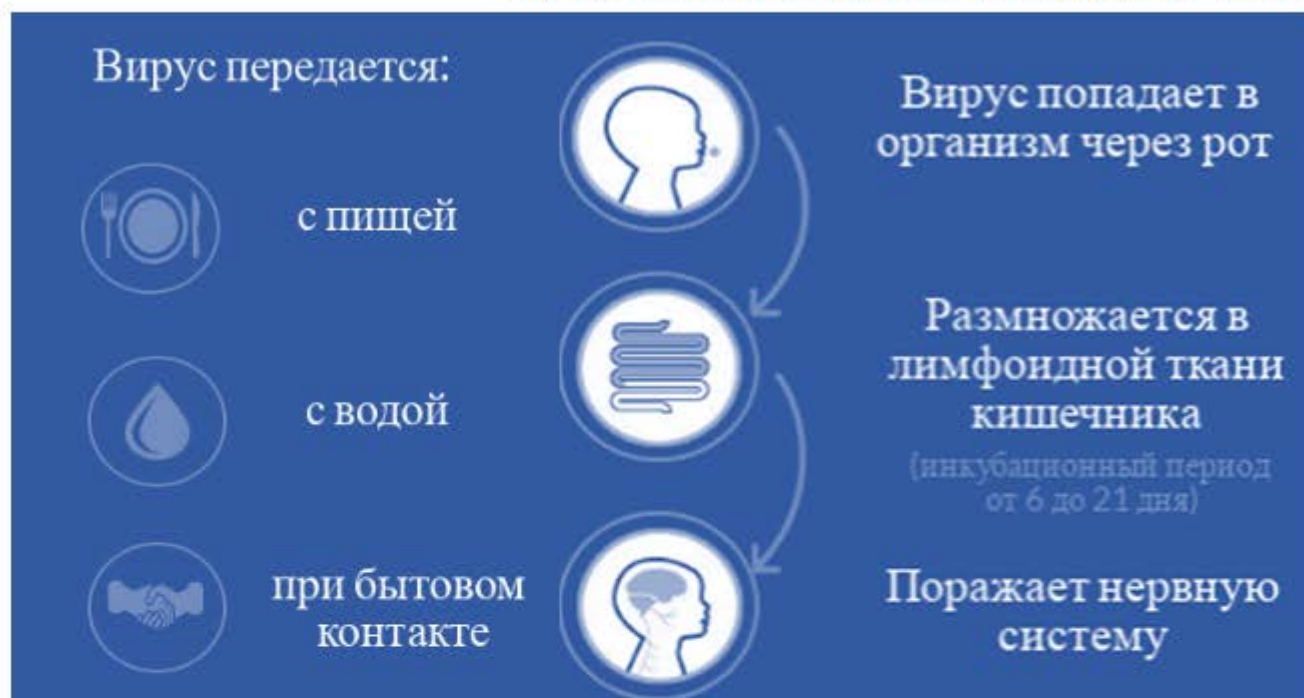 Вирус передается:
с пищей
с водой
при бытовом
контакте
Вирус попадает в
организм через рот
Размножается в
лимфоидной ткани
кишечника
(инкубационный период
от 6 до 21 дня)
Поражает нервную
систему